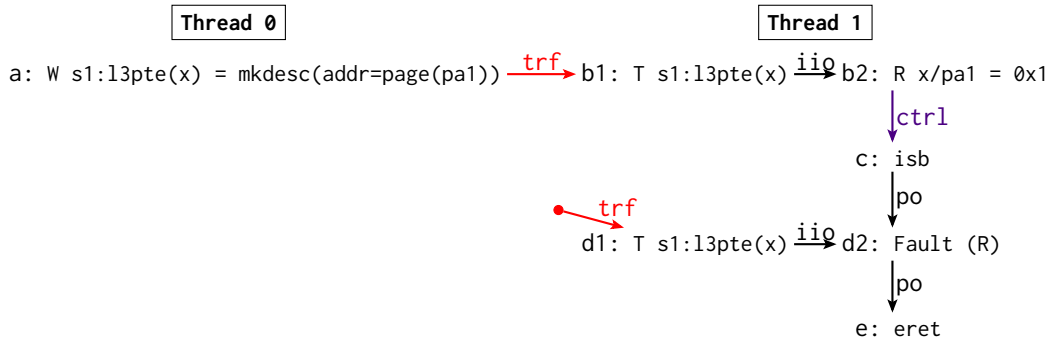 Thread 0
Thread 1
a: W s1:l3pte(x) = mkdesc(addr=page(pa1))
trf
b1: T s1:l3pte(x)
iio
b2: R x/pa1 = 0x1
ctrl
c: isb
po
trf
d1: T s1:l3pte(x)
iio
d2: Fault (R)
po
e: eret